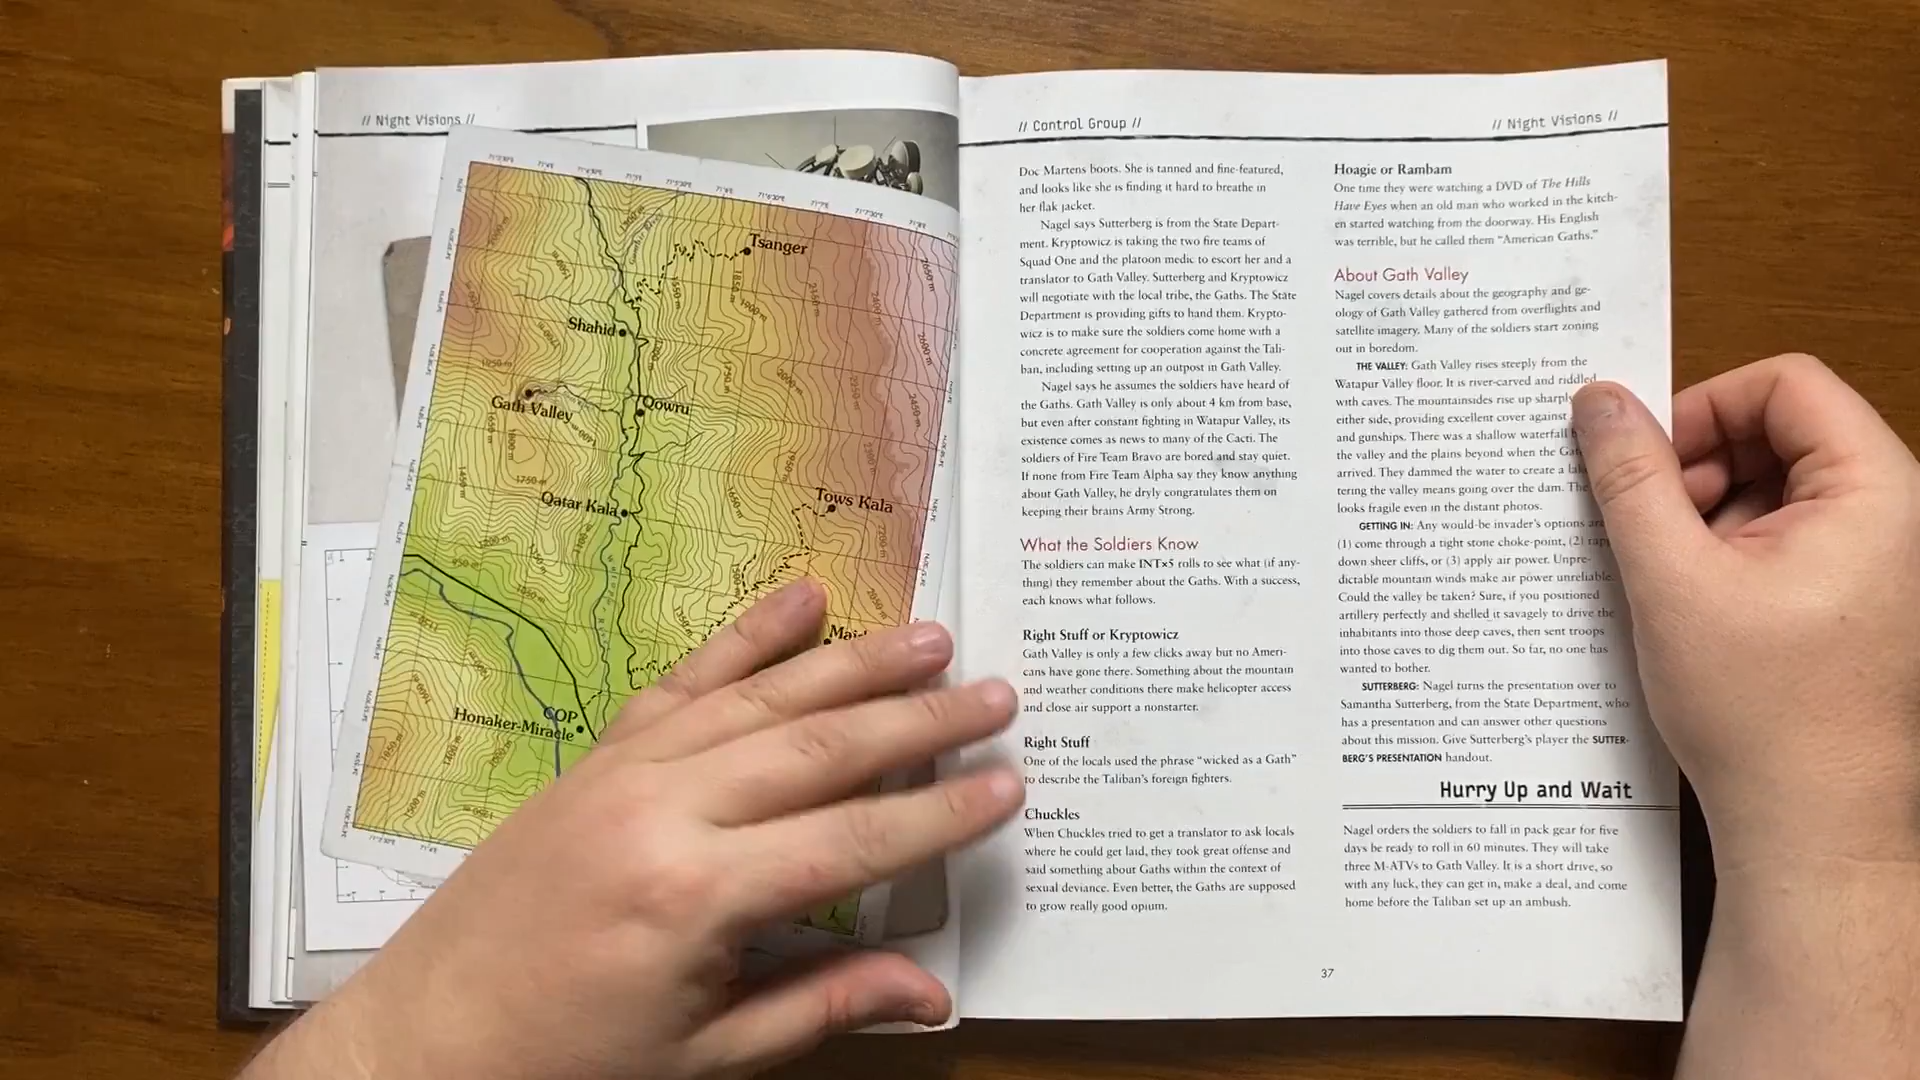 // Night Visions //
Tsanger
Shahid
Gath Valley
Qowru
Qatar Kala
Tows Kala
COP
Honaker-Miracle
// Control Group //
// Night Visions //
Doc Martens boots. She is tanned and fine-featured,
and looks like she is finding it hard to breathe in
her flak jacket.
Nagel says Sutterberg is from the State Depart-
ment. Kryptowicz is taking the two fire teams of
Squad One and the platoon medic to escort her and a
translator to Gath Valley. Sutterberg and Kryptowicz
will negotiate with the local tribe, the Gaths. The State
Department is providing gifts to hand them. Krypto-
wicz is to make sure the soldiers come home with a
concrete agreement for cooperation against the Tali-
ban, including setting up an outpost in Gath Valley.
Nagel says he assumes the soldiers have heard of
the Gaths. Gath Valley is only about 4 km from base,
but even after constant fighting in Watapur Valley, its
existence comes as news to many of the Cacti. The
soldiers of Fire Team Bravo are bored and stay quiet.
If none from Fire Team Alpha say they know anything
about Gath Valley, he dryly congratulates them on
keeping their brains Army Strong.
What the Soldiers Know
The soldiers can make INT×5 rolls to see what (if any-
thing) they remember about the Gaths. With a success,
each knows what follows.
Right Stuff or Kryptowicz
Gath Valley is only a few clicks away but no Ameri-
cans have gone there. Something about the mountain
and weather conditions there make helicopter access
and close air support a nonstarter.
Right Stuff
One of the locals used the phrase “wicked as a Gath”
to describe the Taliban’s foreign fighters.
Chuckles
When Chuckles tried to get a translator to ask locals
where he could get laid, they took great offense and
said something about Gaths within the context of
sexual deviance. Even better, the Gaths are supposed
to grow really good opium.
Hoagie or Rambam
One time they were watching a DVD of The Hills
Have Eyes when an old man who worked in the kitch-
en started watching from the doorway. His English
was terrible, but he called them “American Gaths.”
About Gath Valley
Nagel covers details about the geography and ge-
ology of Gath Valley gathered from overflights and
satellite imagery. Many of the soldiers start zoning
out in boredom.
THE VALLEY: Gath Valley rises steeply from the
Watapur Valley floor. It is river-carved and riddled
with caves. The mountainsides rise up sharply
either side, providing excellent cover against
and gunships. There was a shallow waterfall
the valley and the plains beyond when the
arrived. They dammed the water to create a
tering the valley means going over the dam. The
looks fragile even in the distant photos.
GETTING IN: Any would-be invader’s options are
(1) come through a tight stone choke-point, (2)
down sheer cliffs, or (3) apply air power. Unpre-
dictable mountain winds make air power unreliable.
Could the valley be taken? Sure, if you positioned
artillery perfectly and shelled it savagely to drive the
inhabitants into those deep caves, then sent troops
into those caves to dig them out. So far, no one has
wanted to bother.
SUTTERBERG: Nagel turns the presentation over to
Samantha Sutterberg, from the State Department, who
has a presentation and can answer other questions
about this mission. Give Sutterberg’s player the SUTTER-
BERG’S PRESENTATION handout.
Hurry Up and Wait
Nagel orders the soldiers to fall in pack gear for five
days be ready to roll in 60 minutes. They will take
three M-ATVs to Gath Valley. It is a short drive, so
with any luck, they can get in, make a deal, and come
home before the Taliban set up an ambush.
37